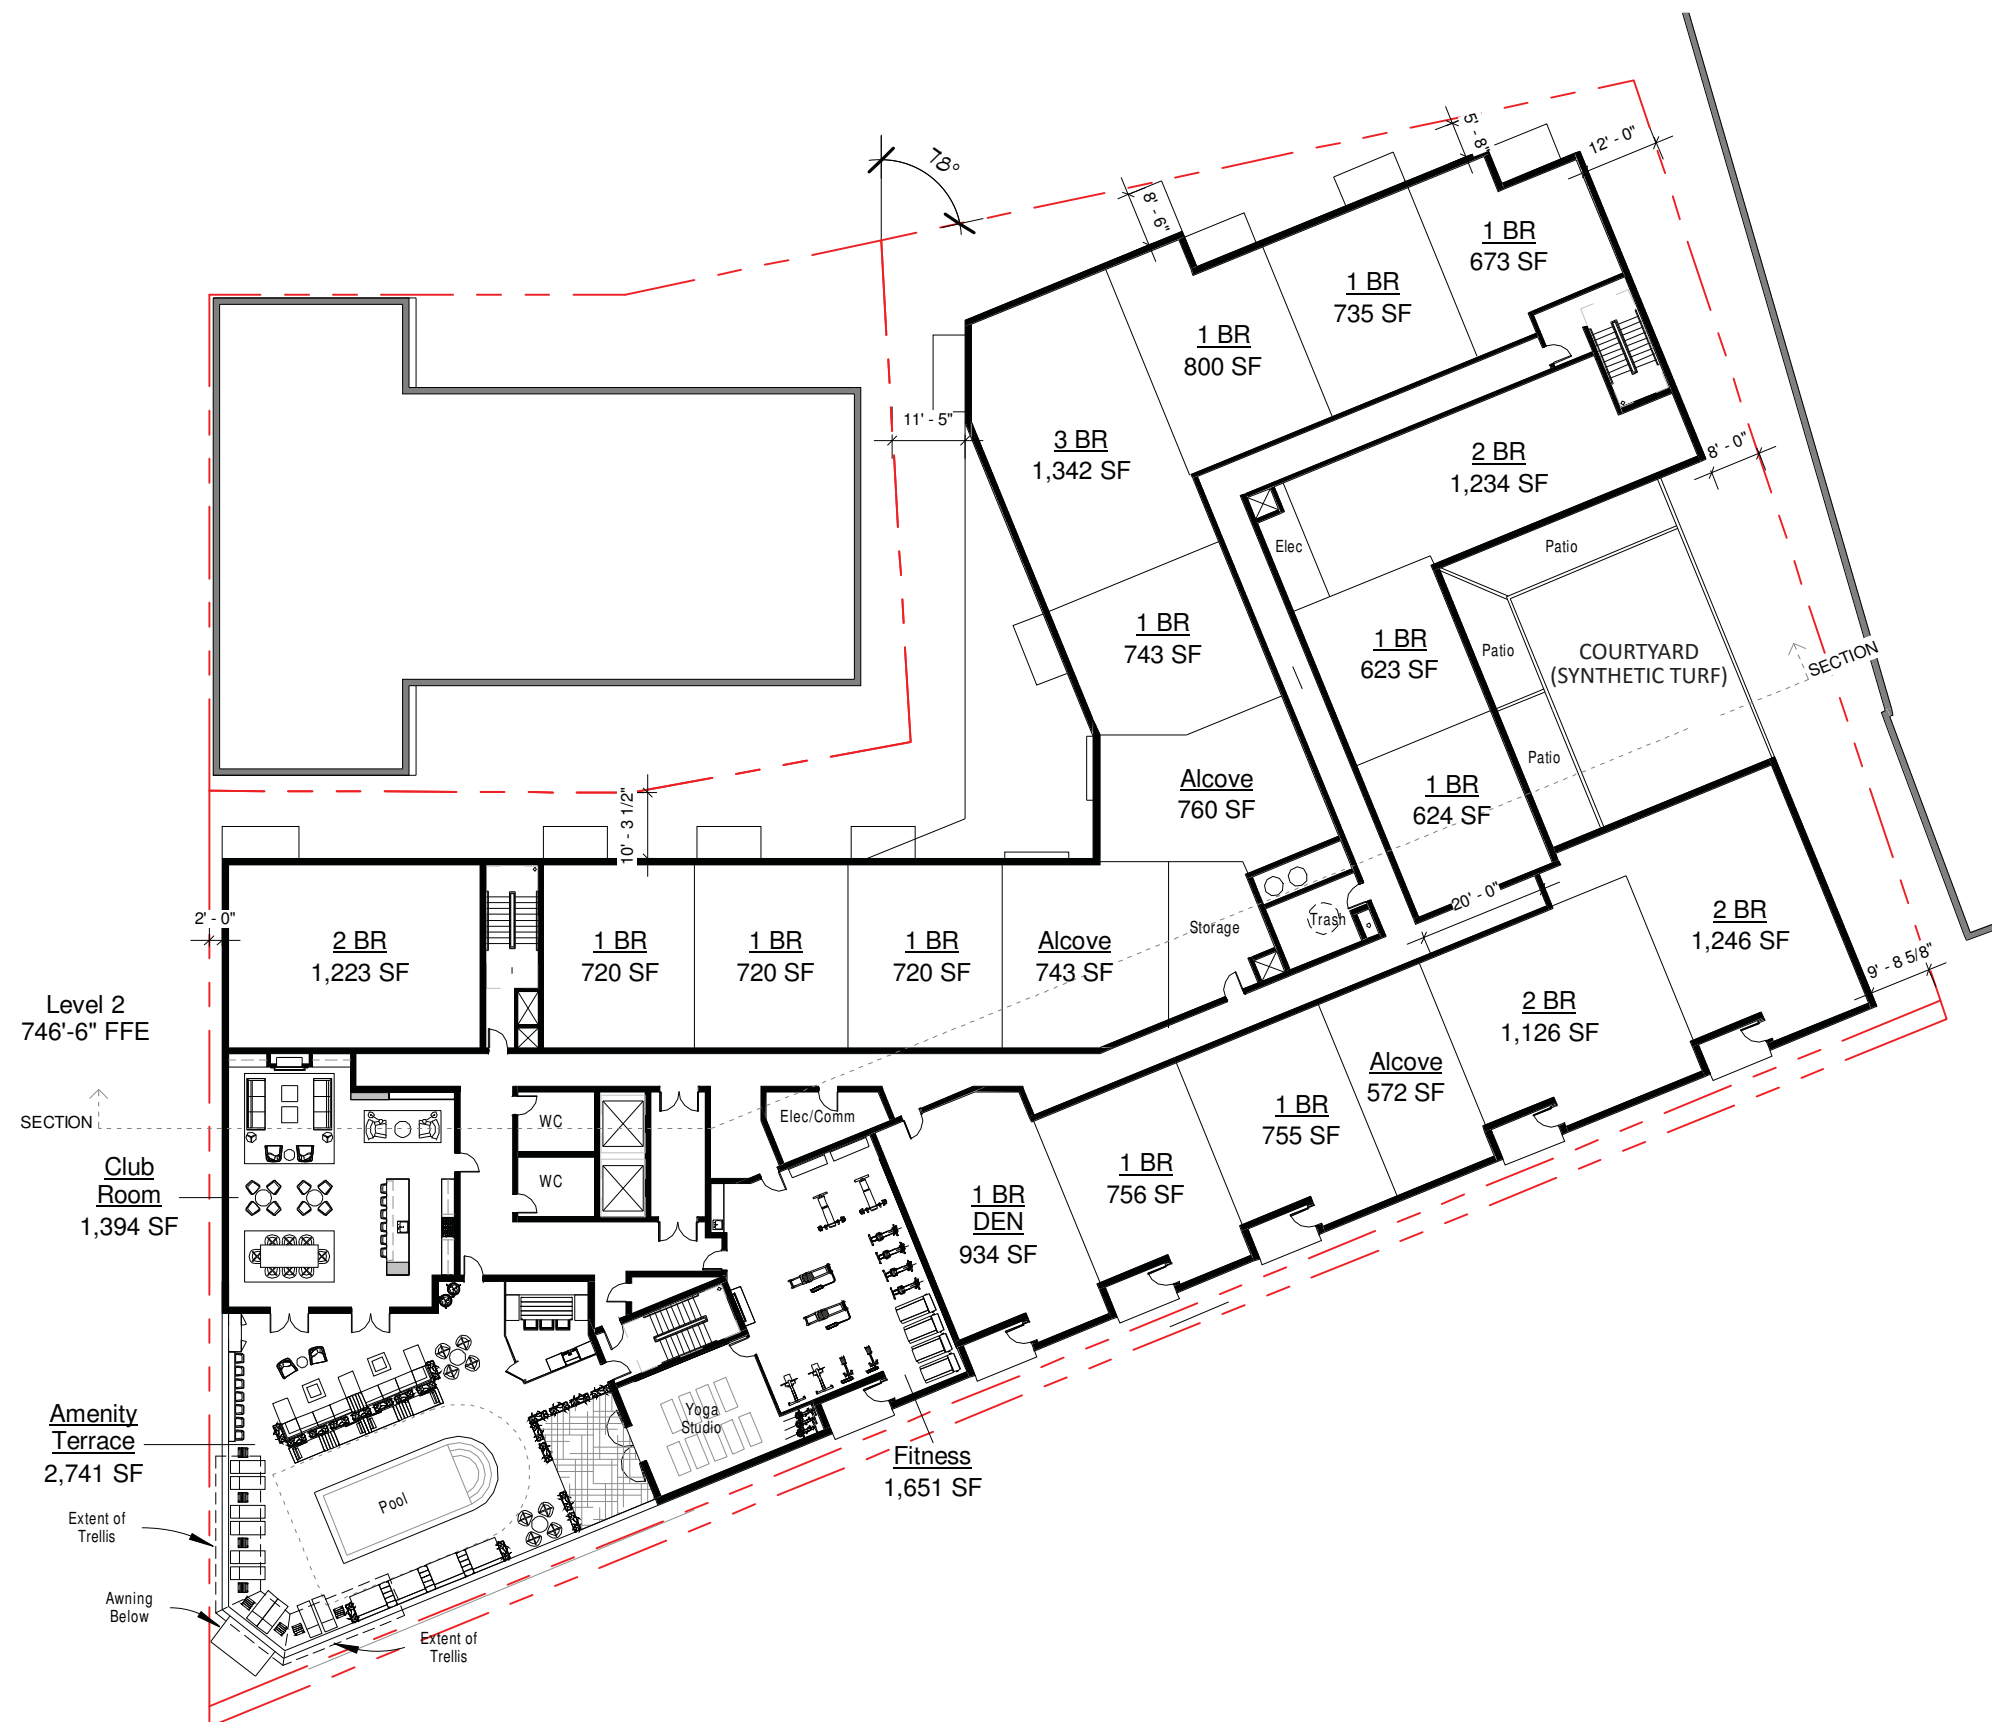 78°
5' - 8"
12' - 0"
8' - 6"
1 BR
673 SF
1 BR
735 SF
1 BR
800 SF
11' - 5"
3 BR
1,342 SF
2 BR
1,234 SF
8' - 0"
Elec
Patio
1 BR
743 SF
1 BR
623 SF
Patio
COURTYARD
(SYNTHETIC TURF)
SECTION
Patio
Alcove
760 SF
1 BR
624 SF
10' - 3 1/2"
2' - 0"
2 BR
1,223 SF
1 BR
720 SF
1 BR
720 SF
1 BR
720 SF
Alcove
743 SF
Storage
Trash
20' - 0"
2 BR
1,246 SF
9' - 8 5/8"
Level 2
746'-6" FFE
2 BR
1,126 SF
Alcove
572 SF
SECTION
WC
Elec/Comm
1 BR
755 SF
Club
Room
1,394 SF
WC
1 BR
756 SF
1 BR
DEN
934 SF
Amenity
Terrace
2,741 SF
Yoga
Studio
Fitness
1,651 SF
Pool
Extent of
Trellis
Awning
Below
Extent of
Trellis